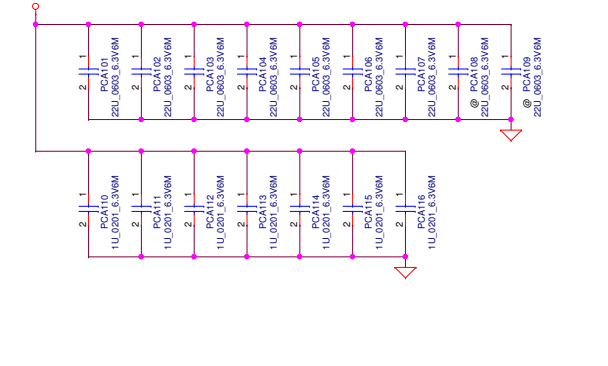 1 2 PCA101 22U_0603_6.3V6M
1 2 PCA102 22U_0603_6.3V6M
1 2 PCA103 22U_0603_6.3V6M
1 2 PCA104 22U_0603_6.3V6M
1 2 PCA105 22U_0603_6.3V6M
1 2 PCA106 22U_0603_6.3V6M
1 2 PCA107 22U_0603_6.3V6M
1 2 PCA108 @ 22U_0603_6.3V6M
1 2 PCA109 @ 22U_0603_6.3V6M
1 2 PCA110 1U_0201_6.3V6M
1 2 PCA111 1U_0201_6.3V6M
1 2 PCA112 1U_0201_6.3V6M
1 2 PCA113 1U_0201_6.3V6M
1 2 PCA114 1U_0201_6.3V6M
1 2 PCA115 1U_0201_6.3V6M
1 2 PCA116 1U_0201_6.3V6M